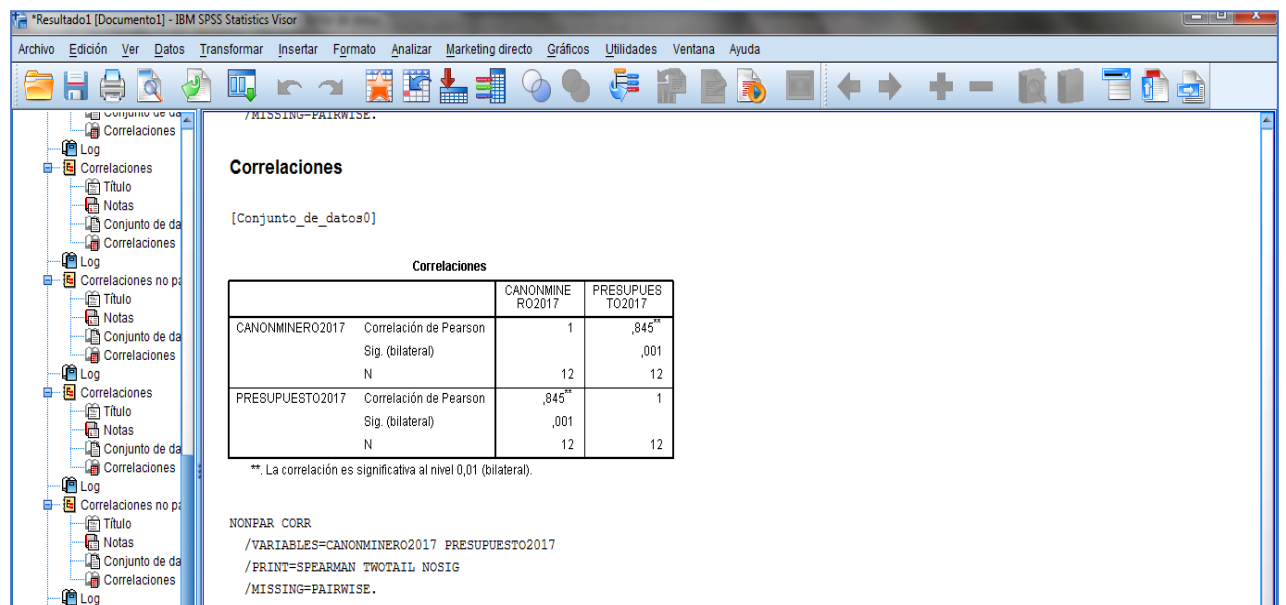 *Resultado1 [Documento1] - IBM SPSS Statistics Visor
Archivo Edición Ver Datos Transformar Insertar Formato Analizar Marketing directo Gráficos Utilidades Ventana Ayuda
Conjunto de da
Correlaciones
Log
Correlaciones
Título
Notas
Conjunto de da
Correlaciones
Log
Correlaciones no pa
Título
Notas
Conjunto de da
Correlaciones
Log
Correlaciones
Título
Notas
Conjunto de da
Correlaciones
Log
Correlaciones no pa
Título
Notas
Conjunto de da
Correlaciones
Log
/MISSING=PAIRWISE.
Correlaciones
[Conjunto_de_datos0]
Correlaciones
CANONMINE
RO2017
PRESUPUES
TO2017
CANONMINERO2017 Correlación de Pearson 1 ,845**
Sig. (bilateral) ,001
N 12 12
PRESUPUESTO2017 Correlación de Pearson ,845** 1
Sig. (bilateral) ,001
N 12 12
**. La correlación es significativa al nivel 0,01 (bilateral).
NONPAR CORR
/VARIABLES=CANONMINERO2017 PRESUPUESTO2017
/PRINT=SPEARMAN TWOTAIL NOSIG
/MISSING=PAIRWISE.